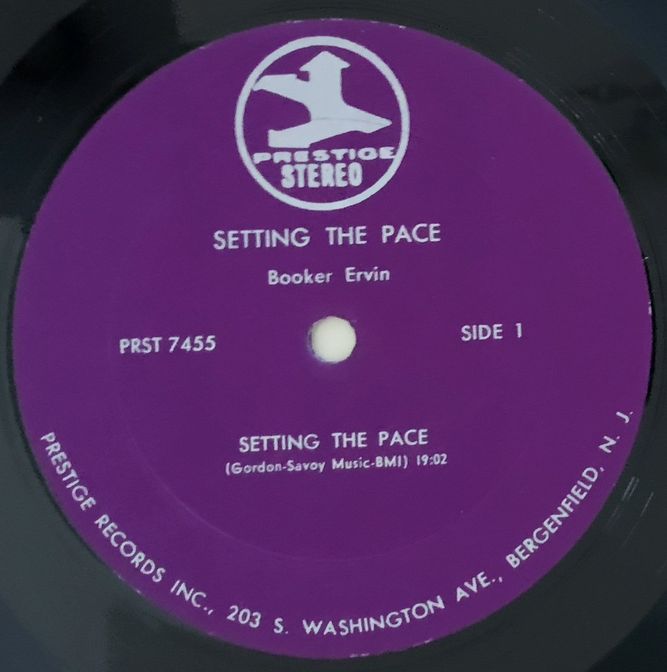 PRESTIGE
STEREO
SETTING THE PACE
Booker Ervin
PRST 7455
SIDE 1
SETTING THE PACE
(Gordon-Savoy Music-BMI) 19:02
PRESTIGE RECORDS INC., 203 S. WASHINGTON AVE., BERGENFIELD, N. J.